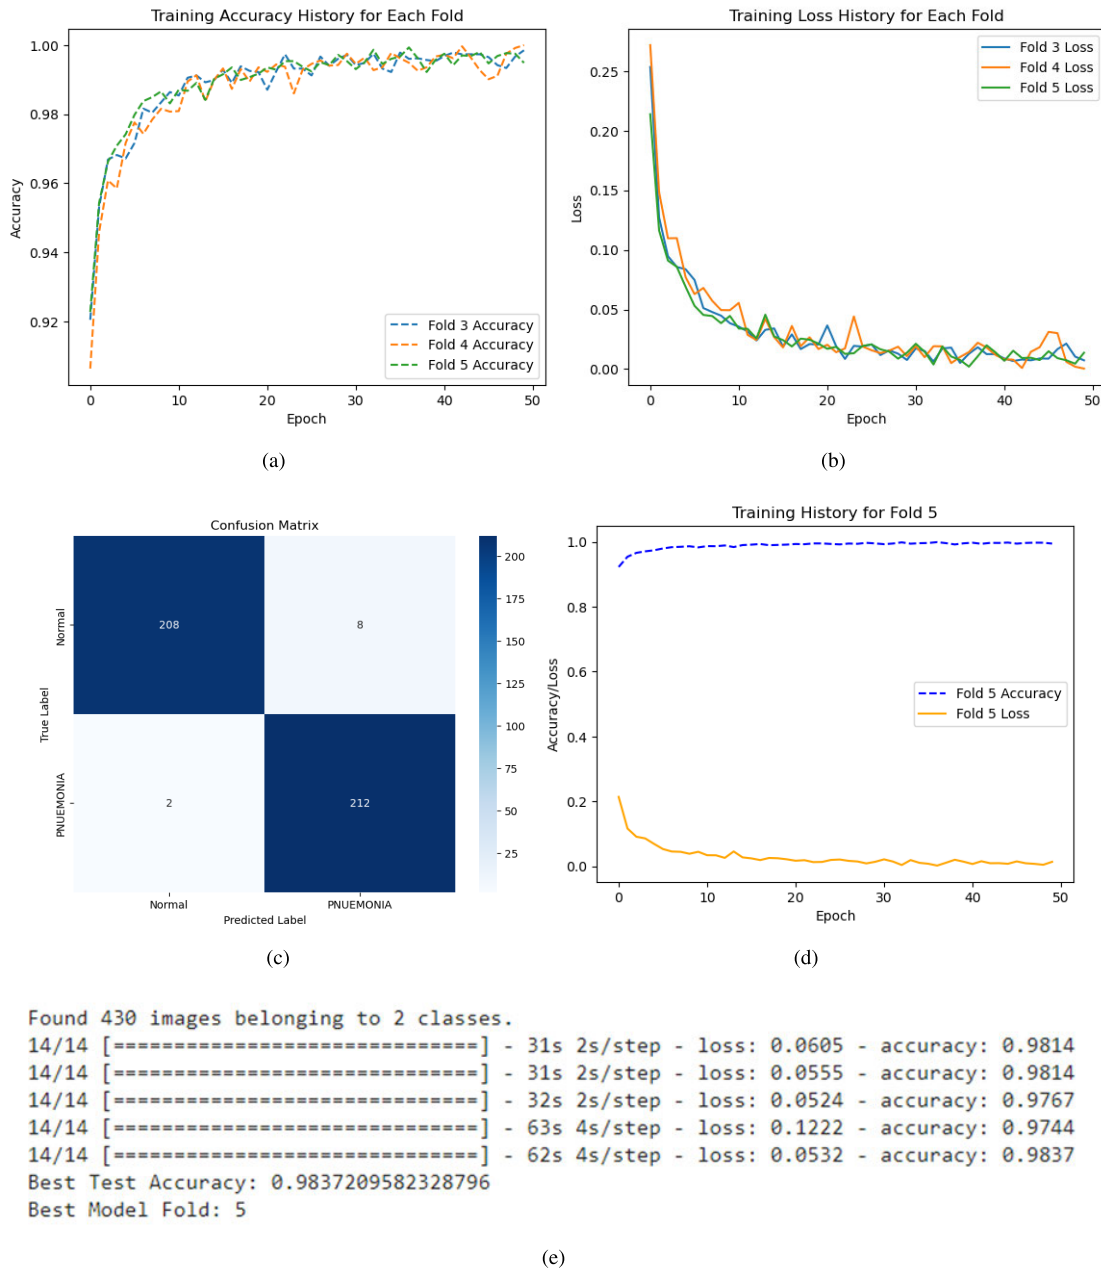 Training Accuracy History for Each Fold
1.00
0.98
0.96
0.94
0.92
Accuracy
Fold 3 Accuracy
Fold 4 Accuracy
Fold 5 Accuracy
0 10 20 30 40 50
Epoch
(a)
Training Loss History for Each Fold
0.25
0.20
0.15
0.10
0.05
0.00
Loss
Fold 3 Loss
Fold 4 Loss
Fold 5 Loss
0 10 20 30 40 50
Epoch
(b)
Confusion Matrix
True Label
Normal
PNUEMONIA
208 8
2 212
Normal PNUEMONIA
Predicted Label
200
175
150
125
100
75
50
25
(c)
Training History for Fold 5
1.0
0.8
0.6
0.4
0.2
0.0
Accuracy/Loss
Fold 5 Accuracy
Fold 5 Loss
0 10 20 30 40 50
Epoch
(d)
Found 430 images belonging to 2 classes.
14/14 [==============================] - 31s 2s/step - loss: 0.0605 - accuracy: 0.9814
14/14 [==============================] - 31s 2s/step - loss: 0.0555 - accuracy: 0.9814
14/14 [==============================] - 32s 2s/step - loss: 0.0524 - accuracy: 0.9767
14/14 [==============================] - 63s 4s/step - loss: 0.1222 - accuracy: 0.9744
14/14 [==============================] - 62s 4s/step - loss: 0.0532 - accuracy: 0.9837
Best Test Accuracy: 0.9837209582328796
Best Model Fold: 5
(e)